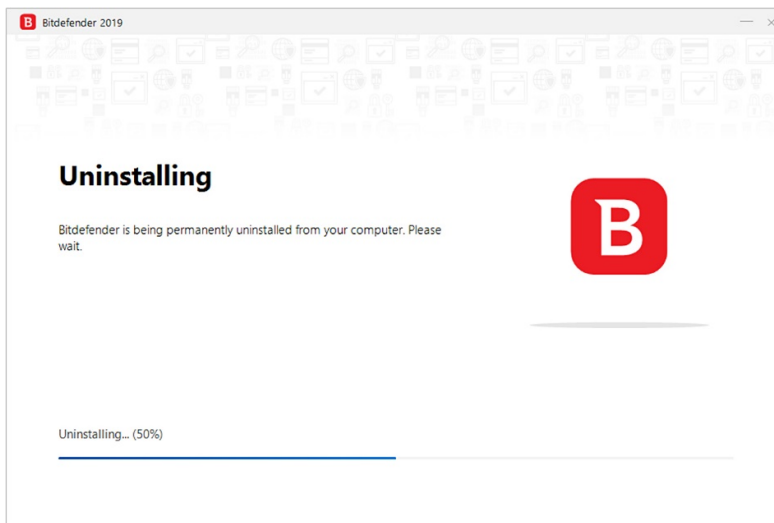 B Bitdefender 2019
Uninstalling
Bitdefender is being permanently uninstalled from your computer. Please
wait.
B
Uninstalling... (50%)